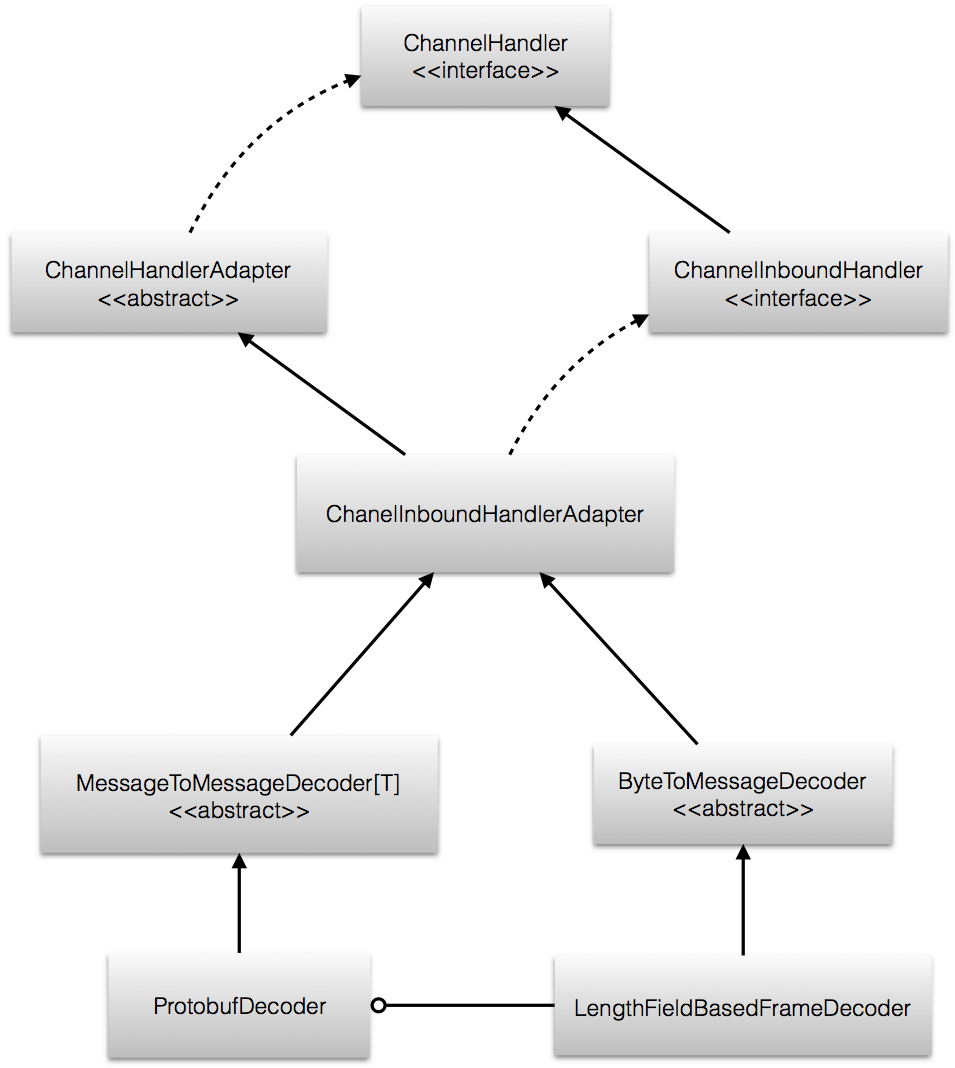 ChannelHandler
<<interface>>
ChannelHandlerAdapter
<<abstract>>
ChannelInboundHandler
<<interface>>
ChanelInboundHandlerAdapter
MessageToMessageDecoder[T]
<<abstract>>
ByteToMessageDecoder
<<abstract>>
ProtobufDecoder
LengthFieldBasedFrameDecoder